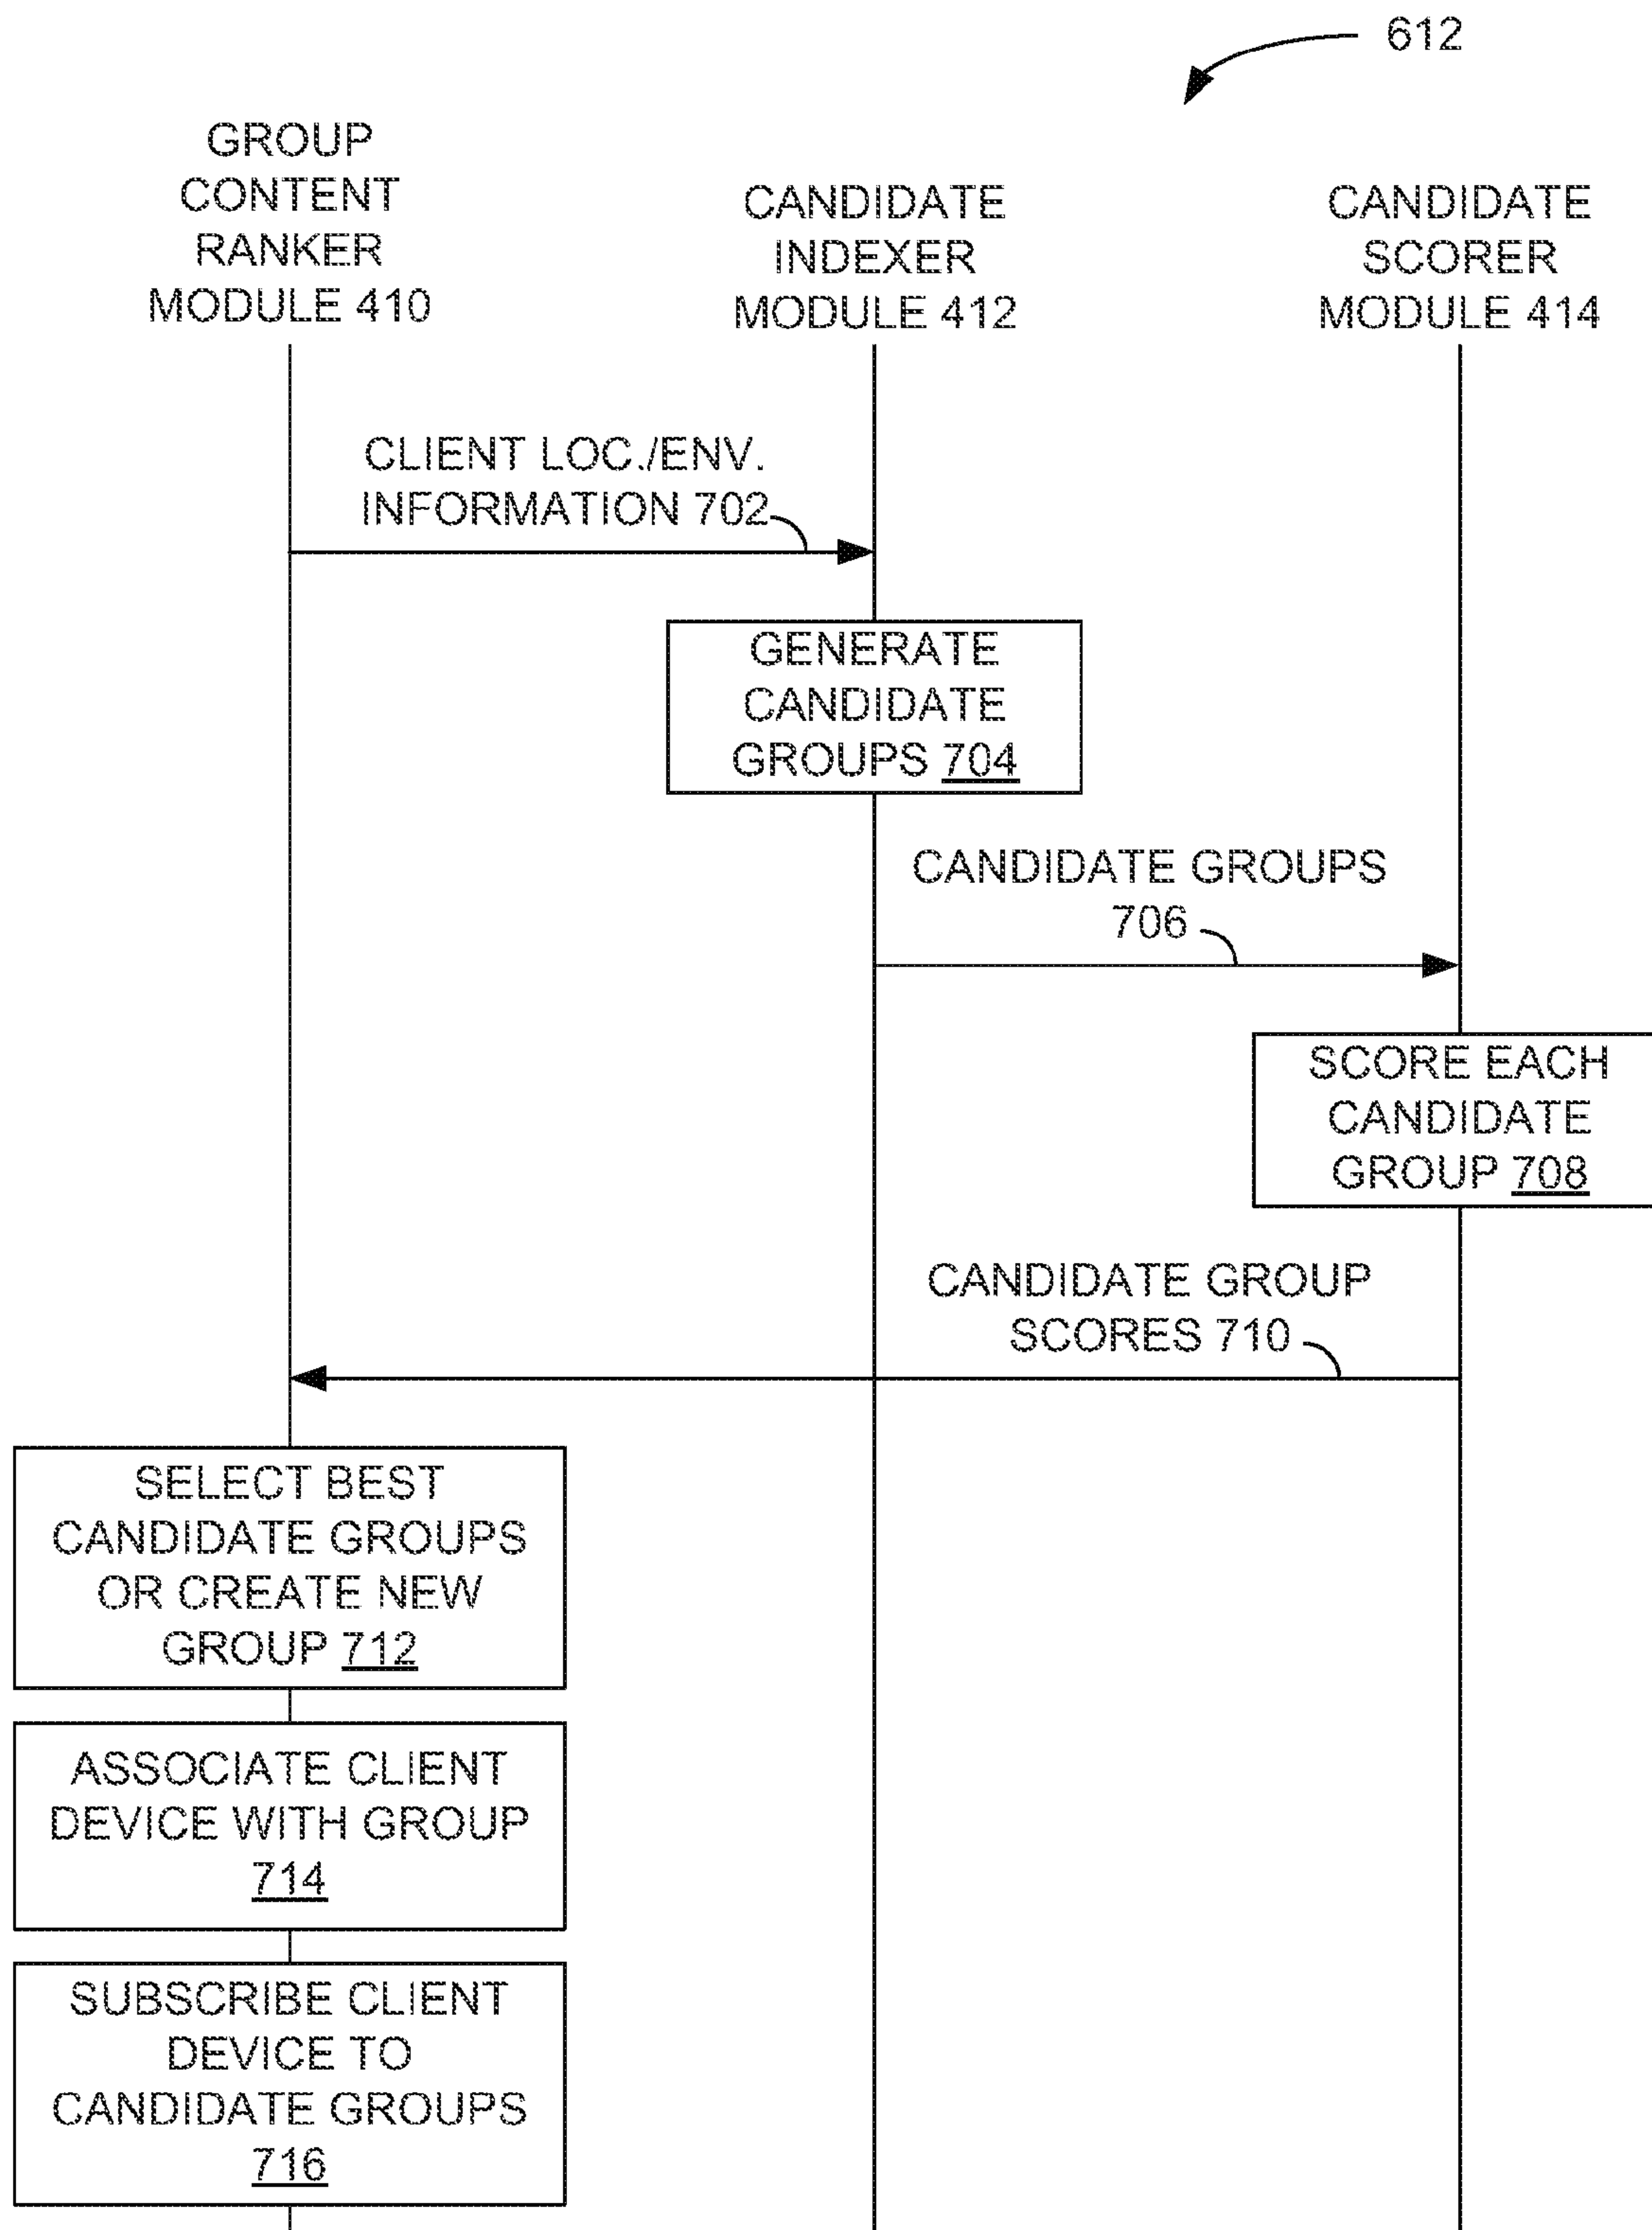 612
GROUP
CONTENT
RANKER
MODULE 410
CANDIDATE
INDEXER
MODULE 412
CANDIDATE
SCORER
MODULE 414
CLIENT LOC./ENV.
INFORMATION 702
GENERATE
CANDIDATE
GROUPS 704
CANDIDATE GROUPS
706
SCORE EACH
CANDIDATE
GROUP 708
CANDIDATE GROUP
SCORES 710
SELECT BEST
CANDIDATE GROUPS
OR CREATE NEW
GROUP 712
ASSOCIATE CLIENT
DEVICE WITH GROUP
714
SUBSCRIBE CLIENT
DEVICE TO
CANDIDATE GROUPS
716